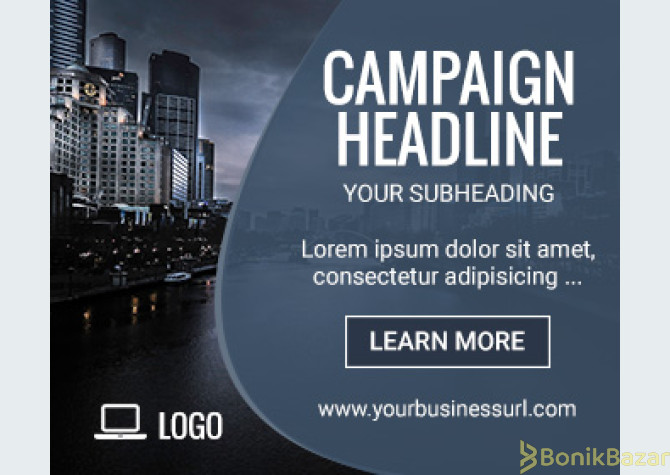 CAMPAIGN
HEADLINE
YOUR SUBHEADING
Lorem ipsum dolor sit amet,
consectetur adipisicing ...
LEARN MORE
www.yourbusinessurl.com
LOGO
BonikBazar